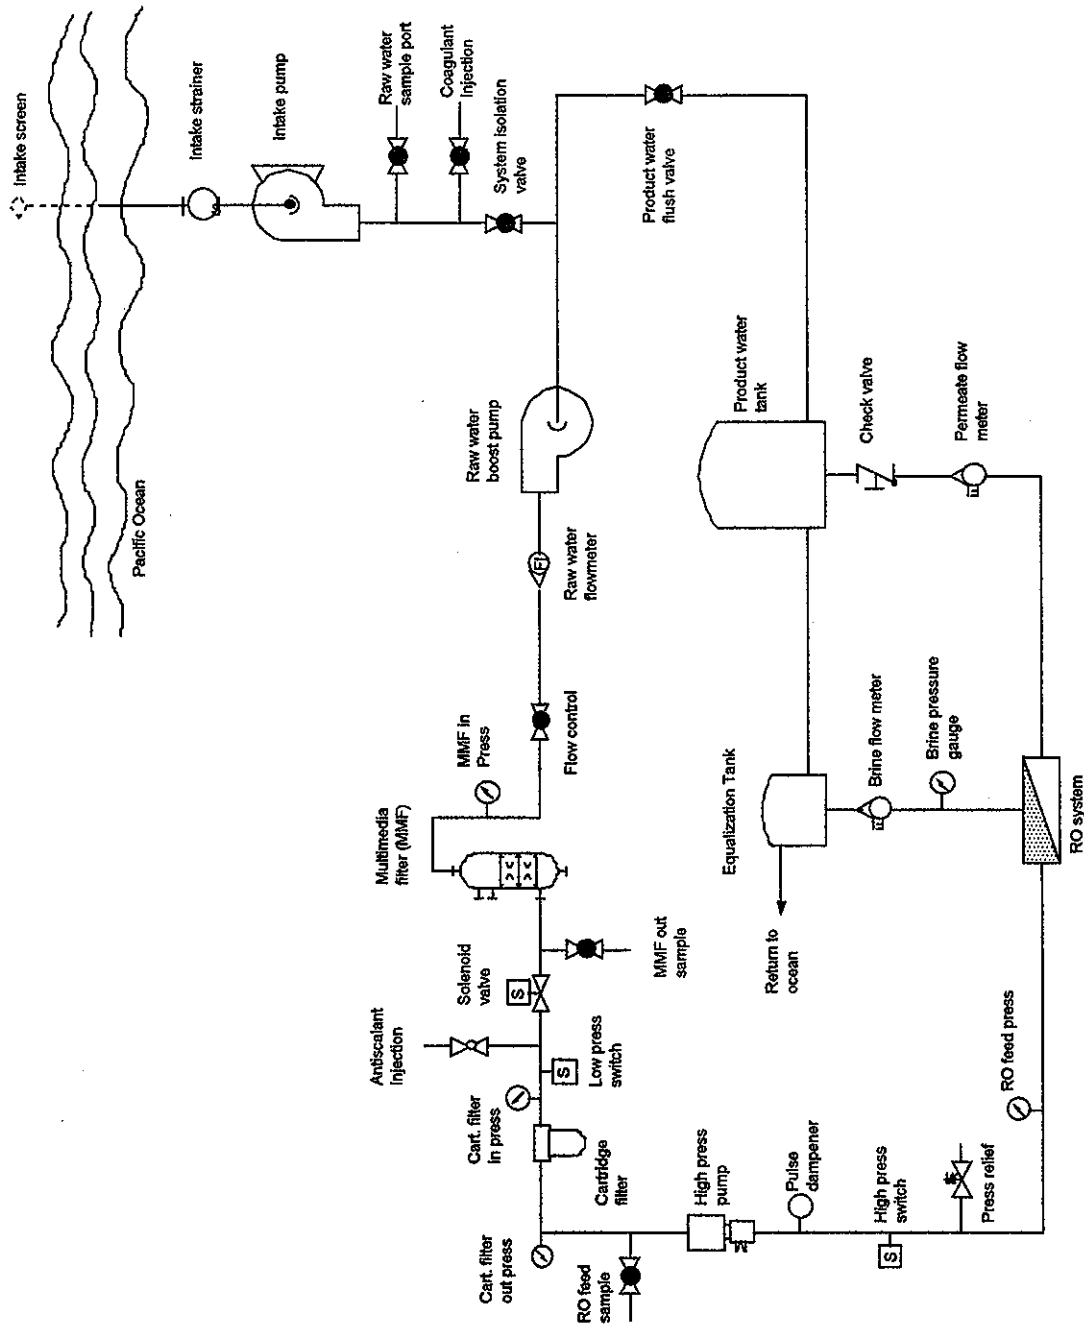 Intake screen
Pacific Ocean
Intake strainer
Intake pump
Raw water
sample port
Coagulant
Injection
System isolation
valve
Product water
flush valve
Raw water
boost pump
FI
Raw water
flowmeter
Flow control
MMF in
Press
Multimedia
filter (MMF)
MMF out
sample
Solenoid
valve
S
Antiscalant
Injection
Low press
switch
S
Cart. filter
in press
Cartridge
filter
Cart. filter
out press
RO feed
sample
High press
pump
M
Pulse
dampener
High press
switch
S
Press relief
RO feed press
RO system
Brine pressure
gauge
Brine flow meter
Equalization Tank
Return to
ocean
Product water
tank
Check valve
Permeate flow
meter